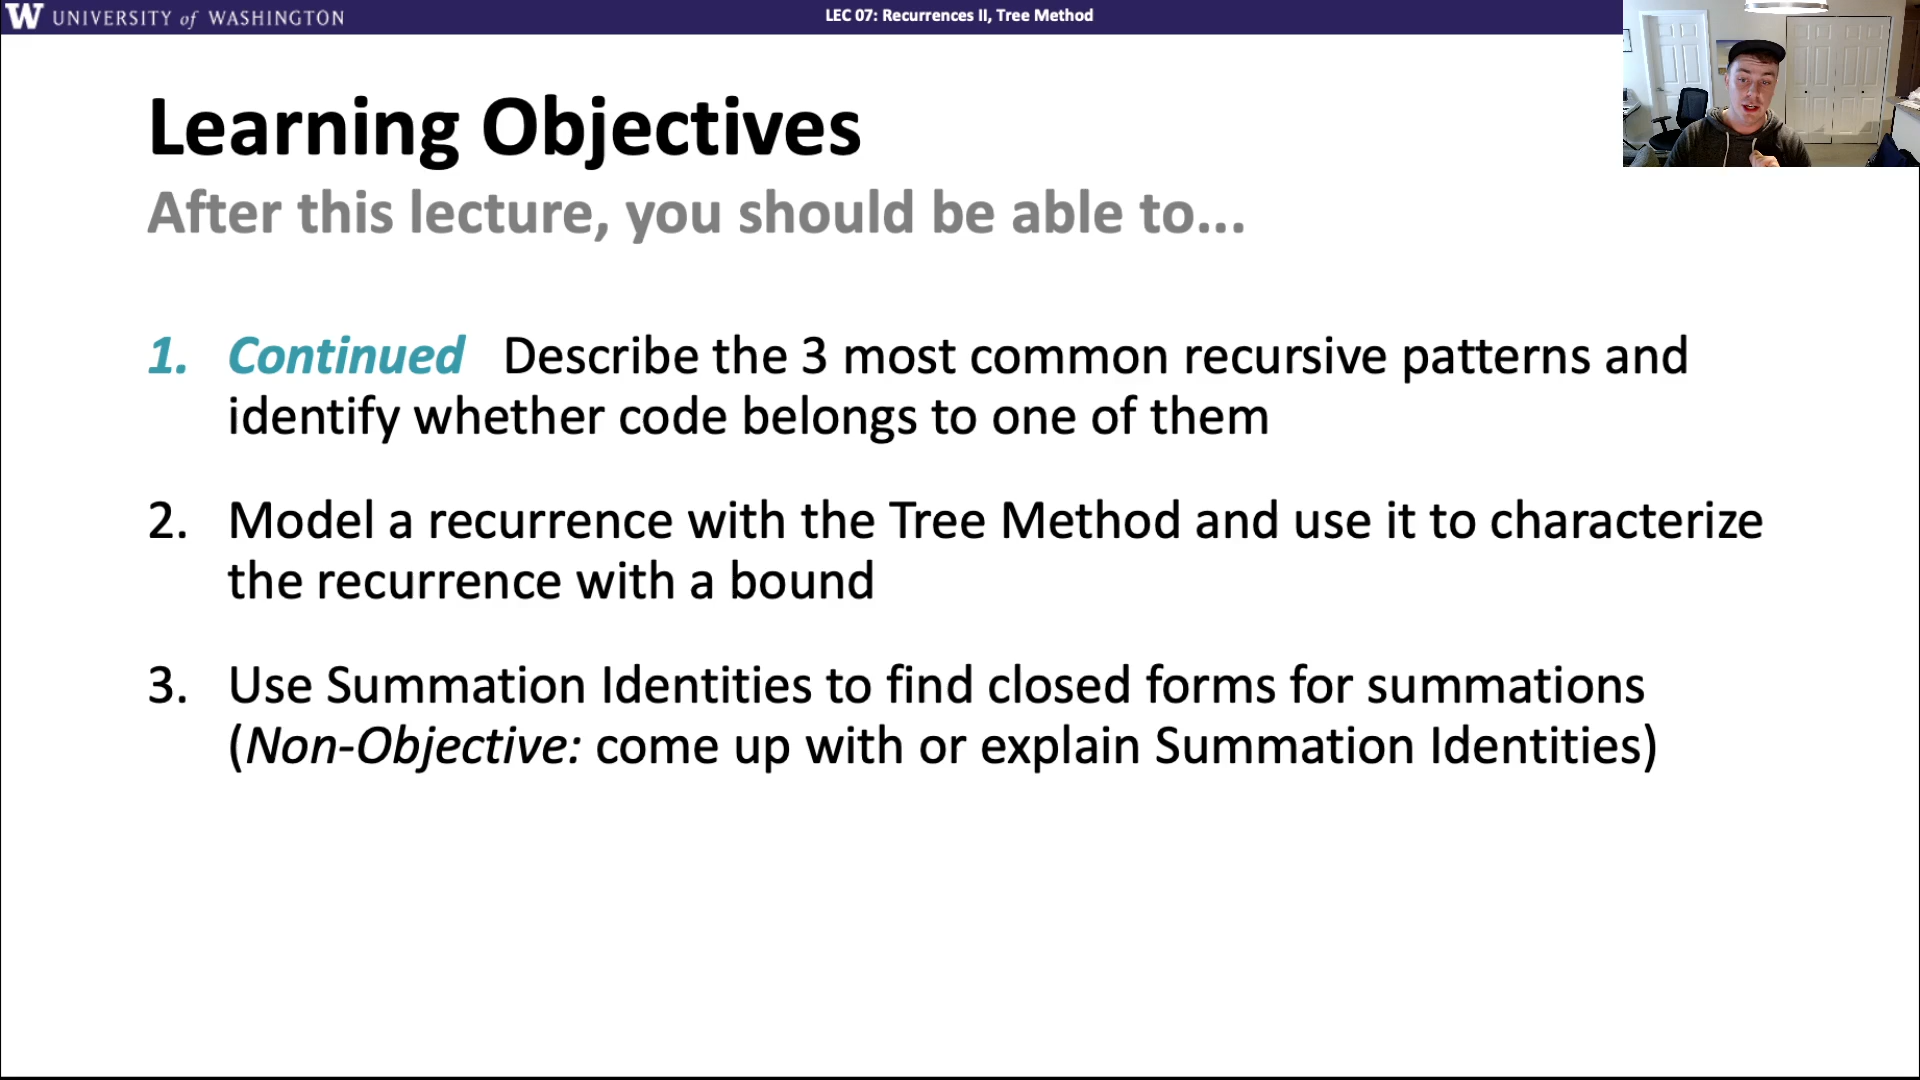 W UNIVERSITY of WASHINGTON
LEC 07: Recurrences II, Tree Method
Learning Objectives
After this lecture, you should be able to...
1. Continued Describe the 3 most common recursive patterns and
identify whether code belongs to one of them
2. Model a recurrence with the Tree Method and use it to characterize
the recurrence with a bound
3. Use Summation Identities to find closed forms for summations
(Non-Objective: come up with or explain Summation Identities)